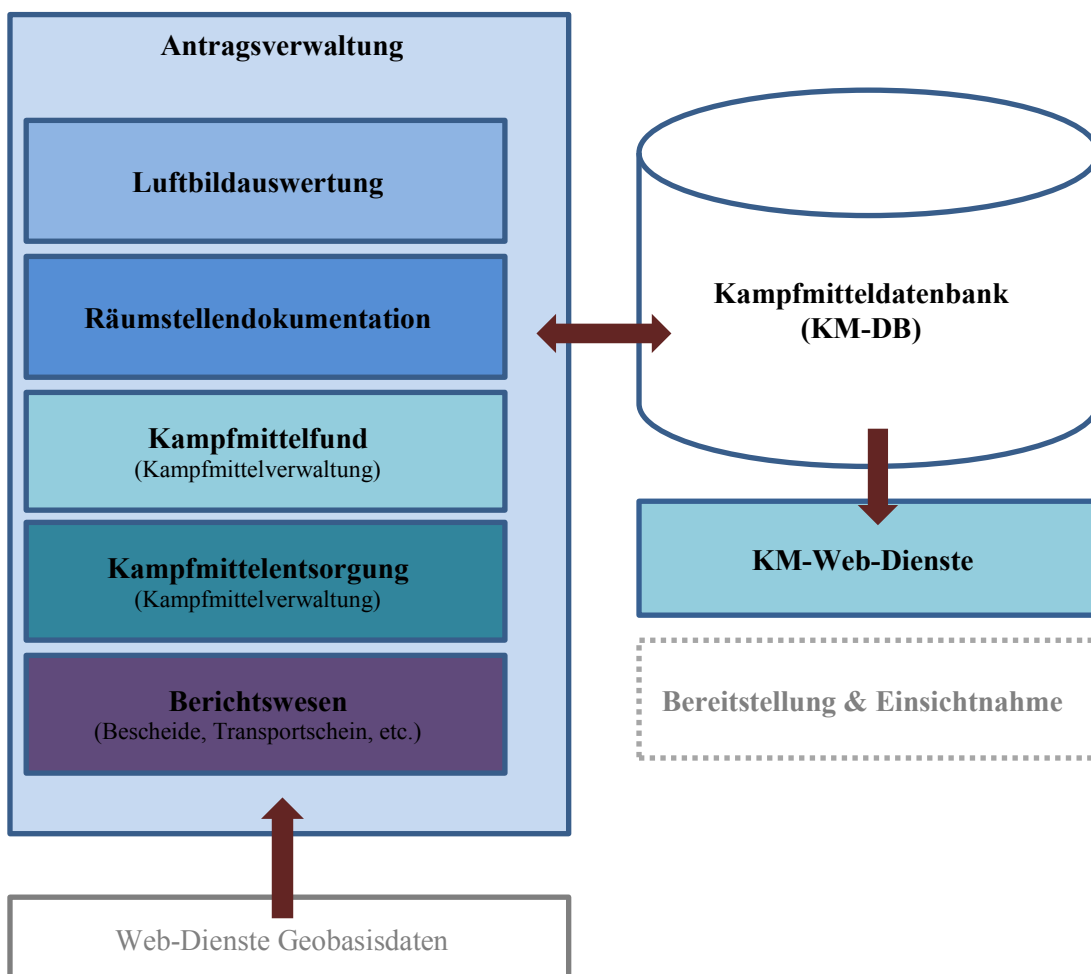 Antragsverwaltung
Luftbildauswertung
Räumstellendokumentation
Kampfmittelfund
(Kampfmittelverwaltung)
Kampfmittelentsorgung
(Kampfmittelverwaltung)
Berichtswesen
(Bescheide, Transportschein, etc.)
Web-Dienste Geobasisdaten
Kampfmitteldatenbank
(KM-DB)
KM-Web-Dienste
Bereitstellung & Einsichtnahme